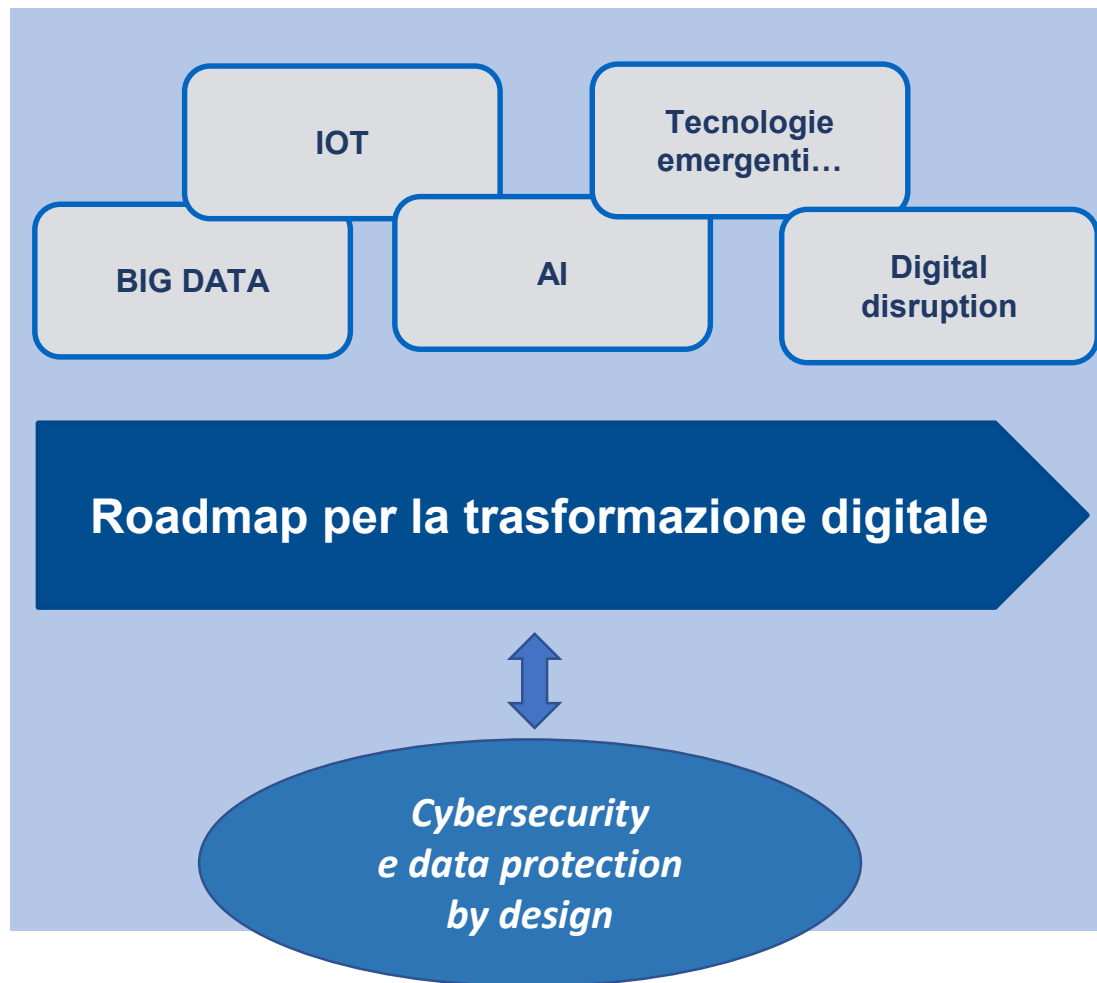 IOT
Tecnologie
emergenti…
BIG DATA
AI
Digital
disruption
Roadmap per la trasformazione digitale
Cybersecurity
e data protection
by design